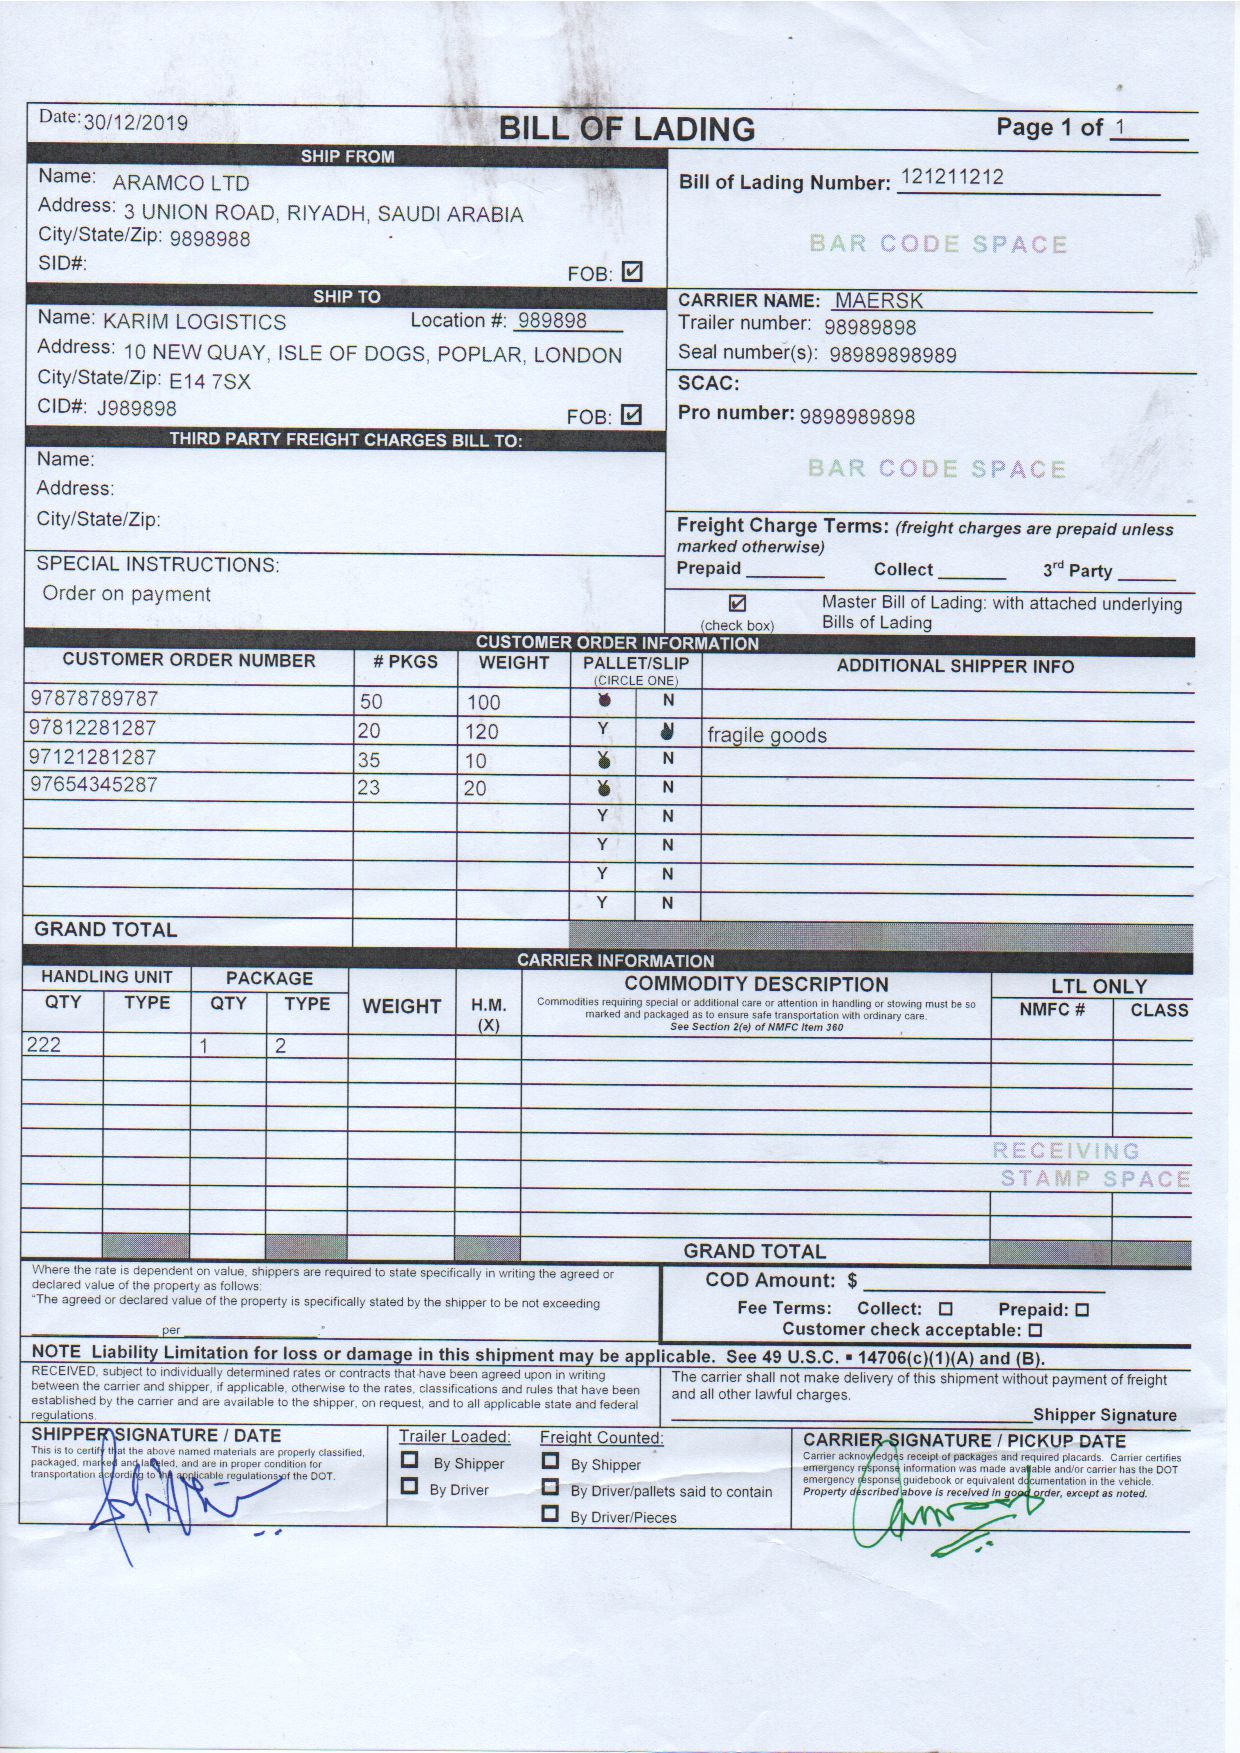 Date: 30/12/2019
BILL OF LADING
Page 1 of 1
SHIP FROM
Name: ARAMCO LTD
Address: 3 UNION ROAD, RIYADH, SAUDI ARABIA
City/State/Zip: 9898988
SID#:
FOB: ☑
Bill of Lading Number: 121211212
BAR CODE SPACE
SHIP TO
Name: KARIM LOGISTICS Location #: 989898
Address: 10 NEW QUAY, ISLE OF DOGS, POPLAR, LONDON
City/State/Zip: E14 7SX
CID#: J989898
FOB: ☑
CARRIER NAME: MAERSK
Trailer number: 98989898
Seal number(s): 98989898989
SCAC:
Pro number: 9898989898
BAR CODE SPACE
THIRD PARTY FREIGHT CHARGES BILL TO:
Name:
Address:
City/State/Zip:
SPECIAL INSTRUCTIONS:
Order on payment
Freight Charge Terms: (freight charges are prepaid unless
marked otherwise)
Prepaid ________ Collect _______ 3rd Party ______
☑ Master Bill of Lading: with attached underlying
(check box) Bills of Lading
CUSTOMER ORDER INFORMATION
CUSTOMER ORDER NUMBER # PKGS WEIGHT PALLET/SLIP ADDITIONAL SHIPPER INFO
(CIRCLE ONE)
97878789787 50 100 Y N
97812281287 20 120 Y N fragile goods
97121281287 35 10 Y N
97654345287 23 20 Y N
Y N
Y N
Y N
Y N
GRAND TOTAL
CARRIER INFORMATION
HANDLING UNIT PACKAGE COMMODITY DESCRIPTION LTL ONLY
QTY TYPE QTY TYPE WEIGHT H.M. (X) NMFC # CLASS
Commodities requiring special or additional care or attention in handling or stowing must be so
marked and packaged as to ensure safe transportation with ordinary care.
See Section 2(e) of NMFC Item 360
222 1 2
RECEIVING
STAMP SPACE
GRAND TOTAL
Where the rate is dependent on value, shippers are required to state specifically in writing the agreed or
declared value of the property as follows:
"The agreed or declared value of the property is specifically stated by the shipper to be not exceeding
________ per ________."
COD Amount: $ ________
Fee Terms: Collect: ☐ Prepaid: ☐
Customer check acceptable: ☐
NOTE Liability Limitation for loss or damage in this shipment may be applicable. See 49 U.S.C. ▪ 14706(c)(1)(A) and (B).
RECEIVED, subject to individually determined rates or contracts that have been agreed upon in writing
between the carrier and shipper, if applicable, otherwise to the rates, classifications and rules that have been
established by the carrier and are available to the shipper, on request, and to all applicable state and federal
regulations.
The carrier shall not make delivery of this shipment without payment of freight
and all other lawful charges.
________ Shipper Signature
SHIPPER SIGNATURE / DATE
This is to certify that the above named materials are properly classified,
packaged, marked and labeled, and are in proper condition for
transportation according to the applicable regulations of the DOT.
Trailer Loaded:
☐ By Shipper
☐ By Driver
Freight Counted:
☐ By Shipper
☐ By Driver/pallets said to contain
☐ By Driver/Pieces
CARRIER SIGNATURE / PICKUP DATE
Carrier acknowledges receipt of packages and required placards. Carrier certifies
emergency response information was made available and/or carrier has the DOT
emergency response guidebook or equivalent documentation in the vehicle.
Property described above is received in good order, except as noted.